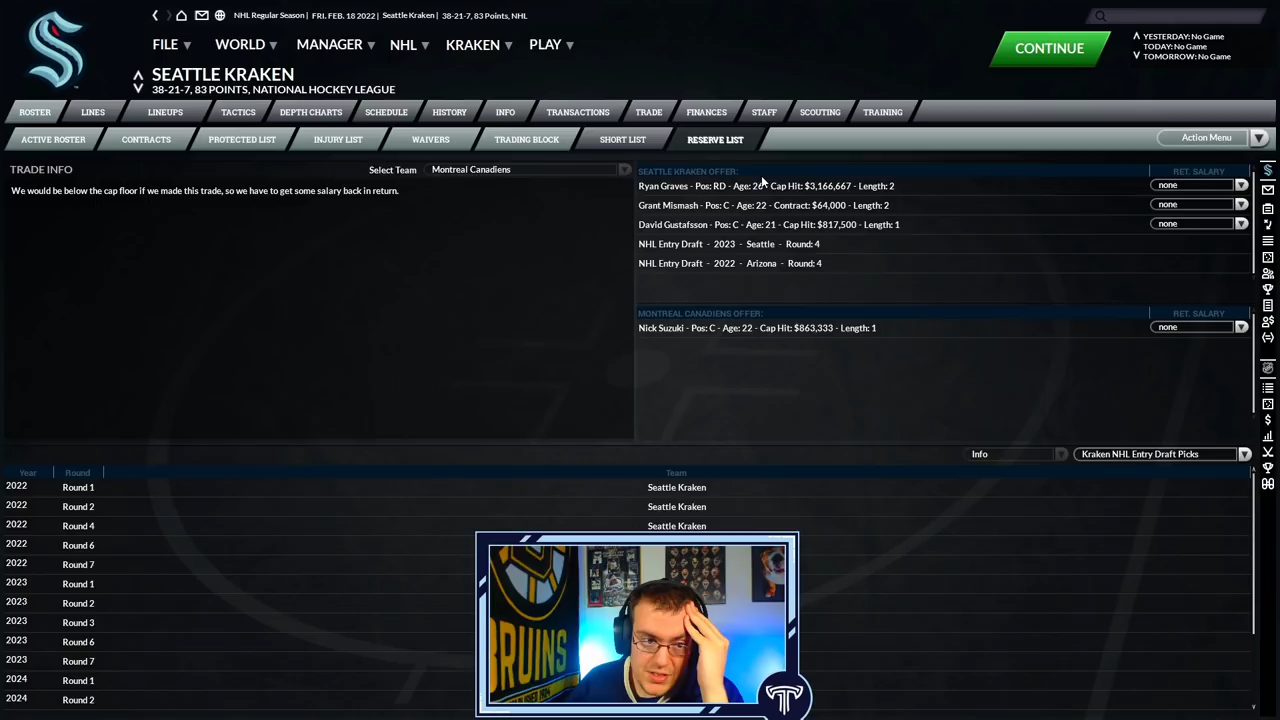 NHL Regular Season | FRI. FEB. 18 2022 | Seattle Kraken | 38-21-7, 83 Points, NHL
FILE WORLD MANAGER NHL KRAKEN PLAY
CONTINUE
YESTERDAY: No Game
TODAY: No Game
TOMORROW: No Game
SEATTLE KRAKEN
38-21-7, 83 POINTS, NATIONAL HOCKEY LEAGUE
ROSTER LINES LINEUPS TACTICS DEPTH CHARTS SCHEDULE HISTORY INFO TRANSACTIONS TRADE FINANCES STAFF SCOUTING TRAINING
ACTIVE ROSTER CONTRACTS PROTECTED LIST INJURY LIST WAIVERS TRADING BLOCK SHORT LIST RESERVE LIST Action Menu
TRADE INFO Select Team Montreal Canadiens
We would be below the cap floor if we made this trade, so we have to get some salary back in return.
SEATTLE KRAKEN OFFER: RET. SALARY
Ryan Graves - Pos: RD - Age: 26 - Cap Hit: $3,166,667 - Length: 2 none
Grant Mismash - Pos: C - Age: 22 - Contract: $64,000 - Length: 2 none
David Gustafsson - Pos: C - Age: 21 - Cap Hit: $817,500 - Length: 1 none
NHL Entry Draft - 2023 - Seattle - Round: 4
NHL Entry Draft - 2022 - Arizona - Round: 4
MONTREAL CANADIENS OFFER: RET. SALARY
Nick Suzuki - Pos: C - Age: 22 - Cap Hit: $863,333 - Length: 1 none
Info Kraken NHL Entry Draft Picks
Year Round Team
2022 Round 1 Seattle Kraken
2022 Round 2 Seattle Kraken
2022 Round 4 Seattle Kraken
2022 Round 6
2022 Round 7
2023 Round 1
2023 Round 2
2023 Round 3
2023 Round 6
2023 Round 7
2024 Round 1
2024 Round 2
BRUINS